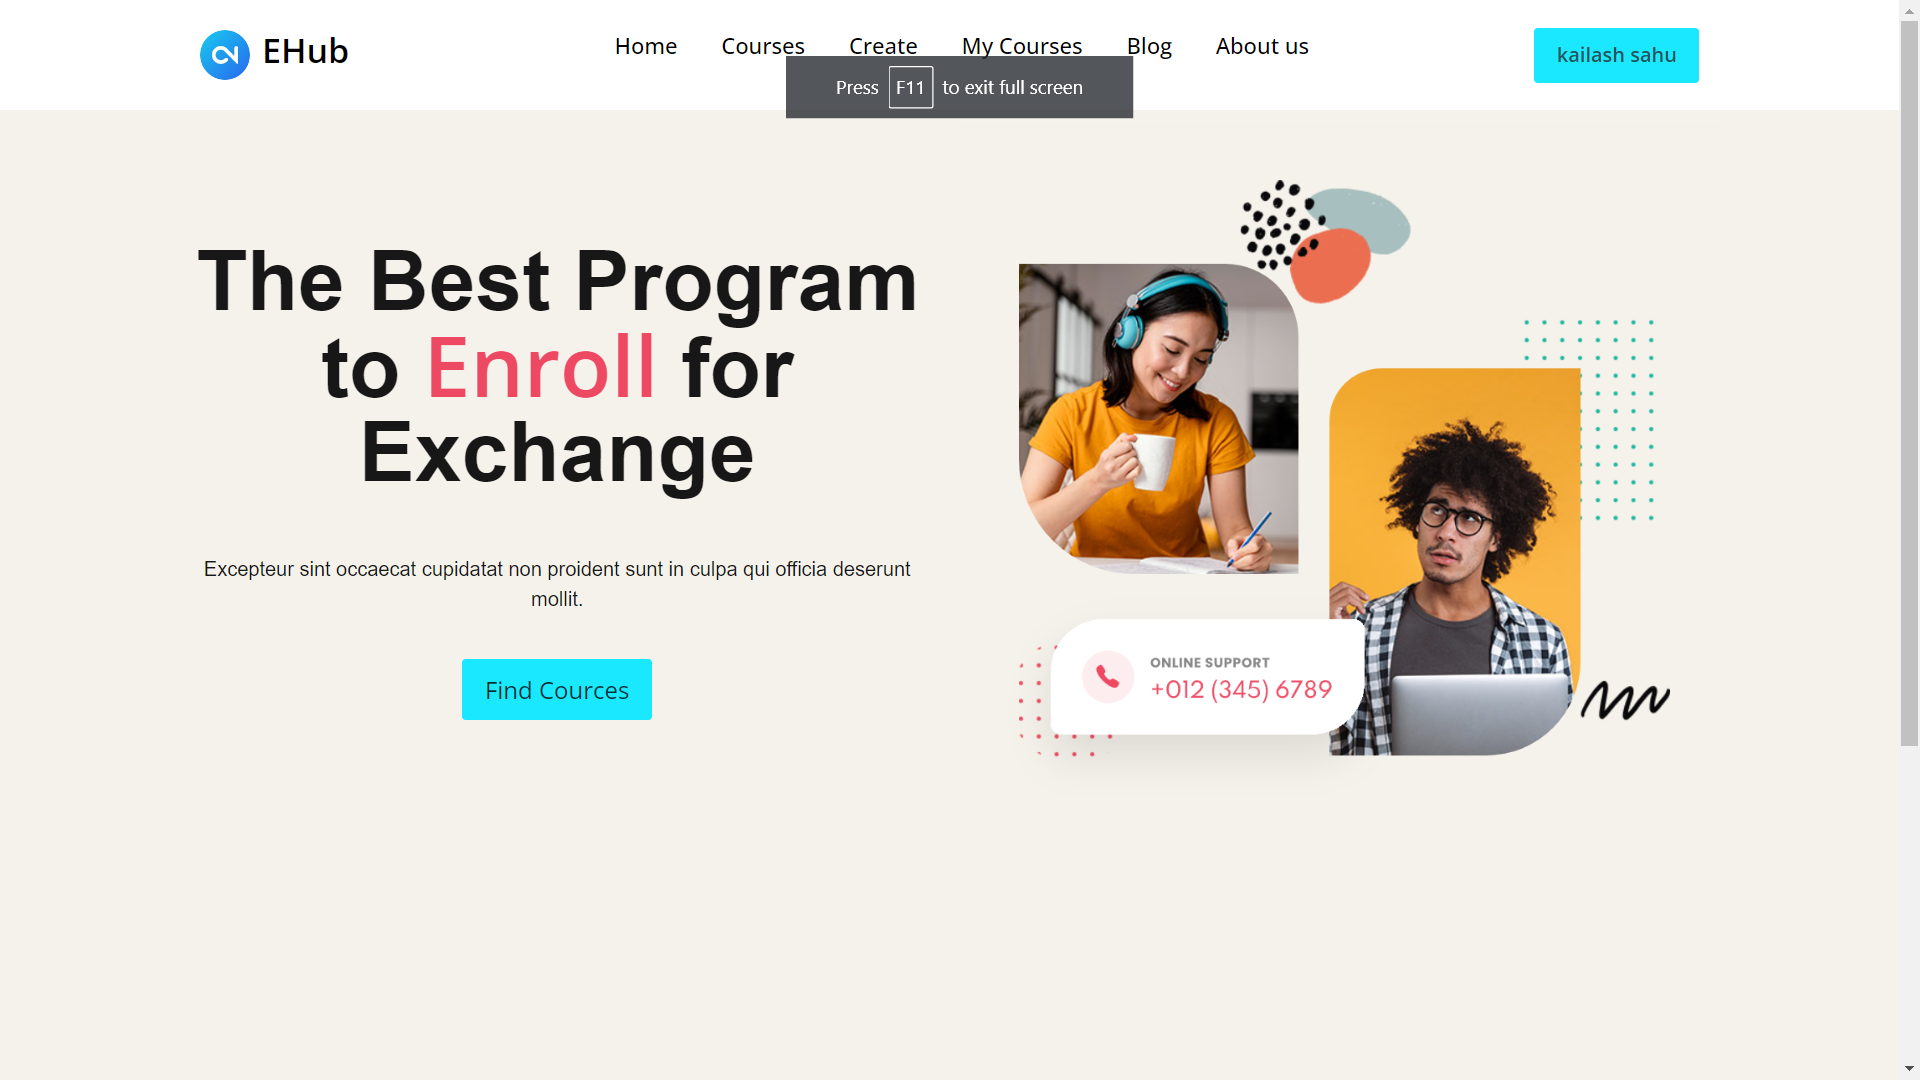 EHub
Home Courses Create My Courses Blog About us
kailash sahu
Press F11 to exit full screen
The Best Program
to Enroll for
Exchange
Excepteur sint occaecat cupidatat non proident sunt in culpa qui officia deserunt
mollit.
Find Cources
ONLINE SUPPORT
+012 (345) 6789